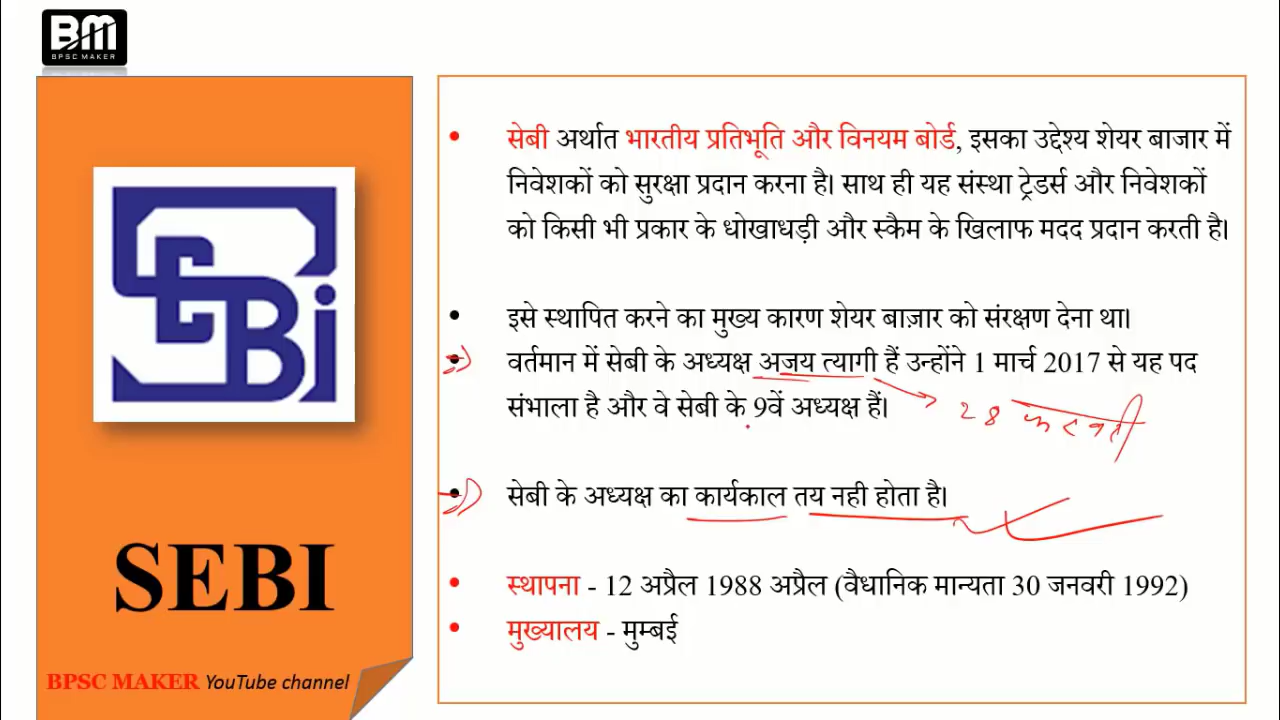 BM
BPSC MAKER
SEBI
SEBI
BPSC MAKER YouTube channel
• सेबी अर्थात भारतीय प्रतिभूति और विनयम बोर्ड, इसका उद्देश्य शेयर बाजार में
निवेशकों को सुरक्षा प्रदान करना है। साथ ही यह संस्था ट्रेडर्स और निवेशकों
को किसी भी प्रकार के धोखाधड़ी और स्कैम के खिलाफ मदद प्रदान करती है।
• इसे स्थापित करने का मुख्य कारण शेयर बाज़ार को संरक्षण देना था।
• वर्तमान में सेबी के अध्यक्ष अजय त्यागी हैं उन्होंने 1 मार्च 2017 से यह पद
संभाला है और वे सेबी के 9वें अध्यक्ष हैं।
28 फरवरी
• सेबी के अध्यक्ष का कार्यकाल तय नही होता है।
• स्थापना - 12 अप्रैल 1988 अप्रैल (वैधानिक मान्यता 30 जनवरी 1992)
• मुख्यालय - मुम्बई